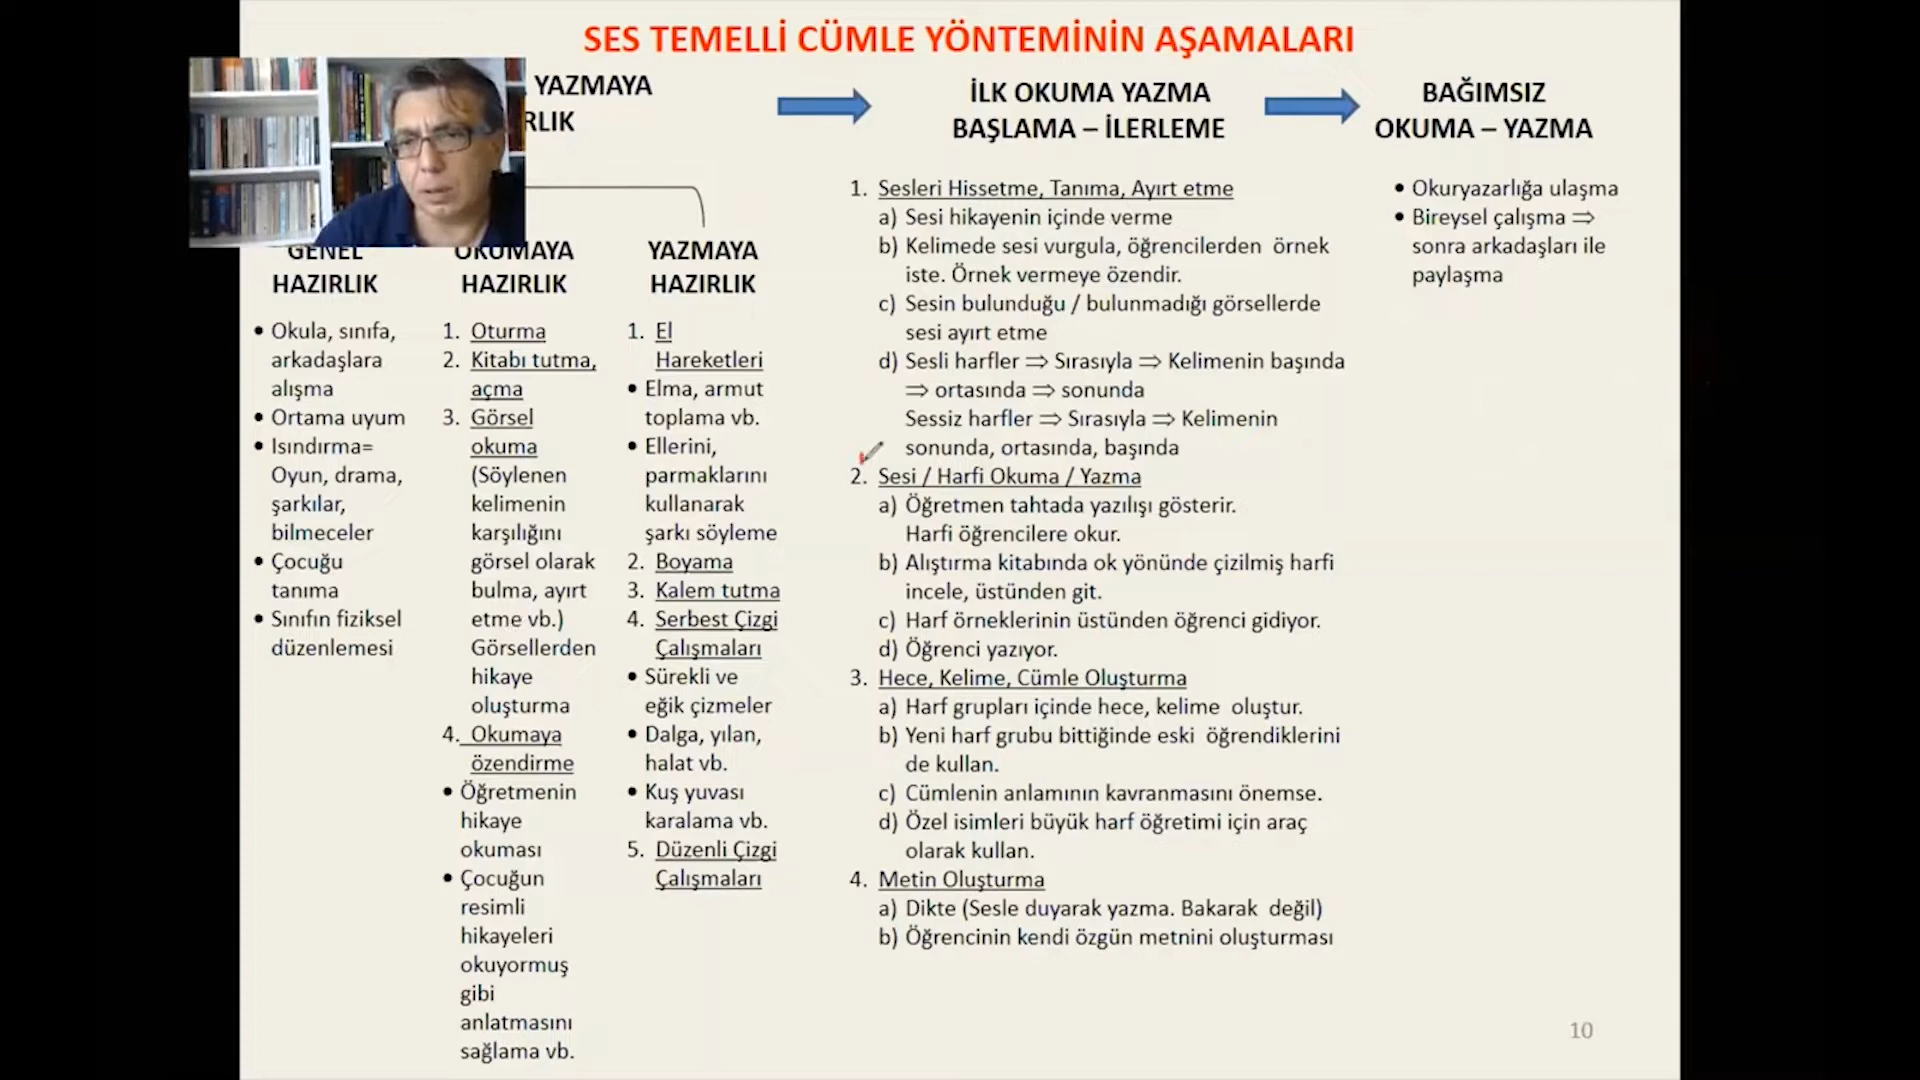 SES TEMELLİ CÜMLE YÖNTEMİNİN AŞAMALARI
YAZMAYA
İLK OKUMA YAZMA
BAŞLAMA – İLERLEME
BAĞIMSIZ
OKUMA – YAZMA
GENEL
HAZIRLIK
• Okula, sınıfa,
arkadaşlara
alışma
• Ortama uyum
• Isındırma=
Oyun, drama,
şarkılar,
bilmeceler
• Çocuğu
tanıma
• Sınıfın fiziksel
düzenlemesi
OKUMAYA
HAZIRLIK
1. Oturma
2. Kitabı tutma,
açma
3. Görsel
okuma
(Söylenen
kelimenin
karşılığını
görsel olarak
bulma, ayırt
etme vb.)
Görsellerden
hikaye
oluşturma
4. Okumaya
özendirme
• Öğretmenin
hikaye
okuması
• Çocuğun
resimli
hikayeleri
okuyormuş
gibi
anlatmasını
sağlama vb.
YAZMAYA
HAZIRLIK
1. El
Hareketleri
• Elma, armut
toplama vb.
• Ellerini,
parmaklarını
kullanarak
şarkı söyleme
2. Boyama
3. Kalem tutma
4. Serbest Çizgi
Çalışmaları
• Sürekli ve
eğik çizmeler
• Dalga, yılan,
halat vb.
• Kuş yuvası
karalama vb.
5. Düzenli Çizgi
Çalışmaları
1. Sesleri Hissetme, Tanıma, Ayırt etme
a) Sesi hikayenin içinde verme
b) Kelimede sesi vurgula, öğrencilerden örnek
iste. Örnek vermeye özendir.
c) Sesin bulunduğu / bulunmadığı görsellerde
sesi ayırt etme
d) Sesli harfler ⇒ Sırasıyla ⇒ Kelimenin başında
⇒ ortasında ⇒ sonunda
Sessiz harfler ⇒ Sırasıyla ⇒ Kelimenin
sonunda, ortasında, başında
2. Sesi / Harfi Okuma / Yazma
a) Öğretmen tahtada yazılışı gösterir.
Harfi öğrencilere okur.
b) Alıştırma kitabında ok yönünde çizilmiş harfi
incele, üstünden git.
c) Harf örneklerinin üstünden öğrenci gidiyor.
d) Öğrenci yazıyor.
3. Hece, Kelime, Cümle Oluşturma
a) Harf grupları içinde hece, kelime oluştur.
b) Yeni harf grubu bittiğinde eski öğrendiklerini
de kullan.
c) Cümlenin anlamının kavranmasını önemse.
d) Özel isimleri büyük harf öğretimi için araç
olarak kullan.
4. Metin Oluşturma
a) Dikte (Sesle duyarak yazma. Bakarak değil)
b) Öğrencinin kendi özgün metnini oluşturması
• Okuryazarlığa ulaşma
• Bireysel çalışma ⇒
sonra arkadaşları ile
paylaşma
10